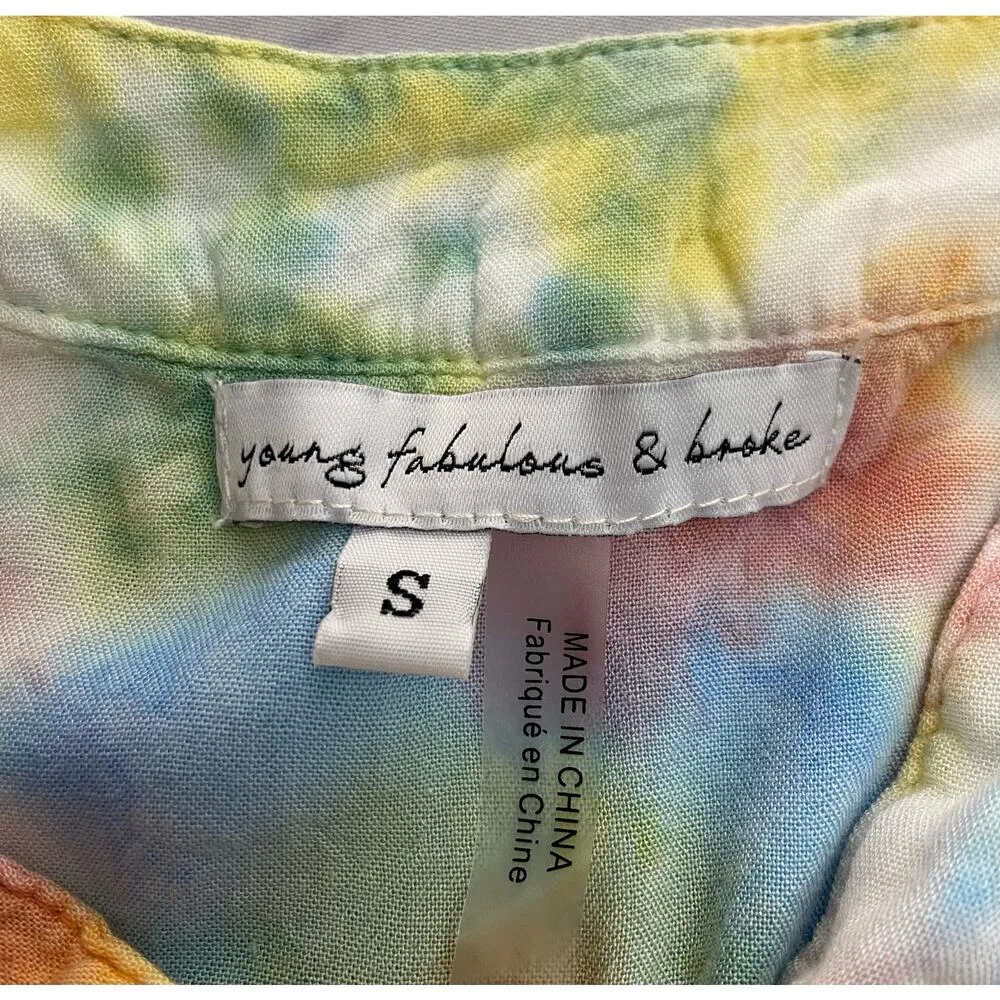 young fabulous & broke
S
MADE IN CHINA
Fabriqué en Chine